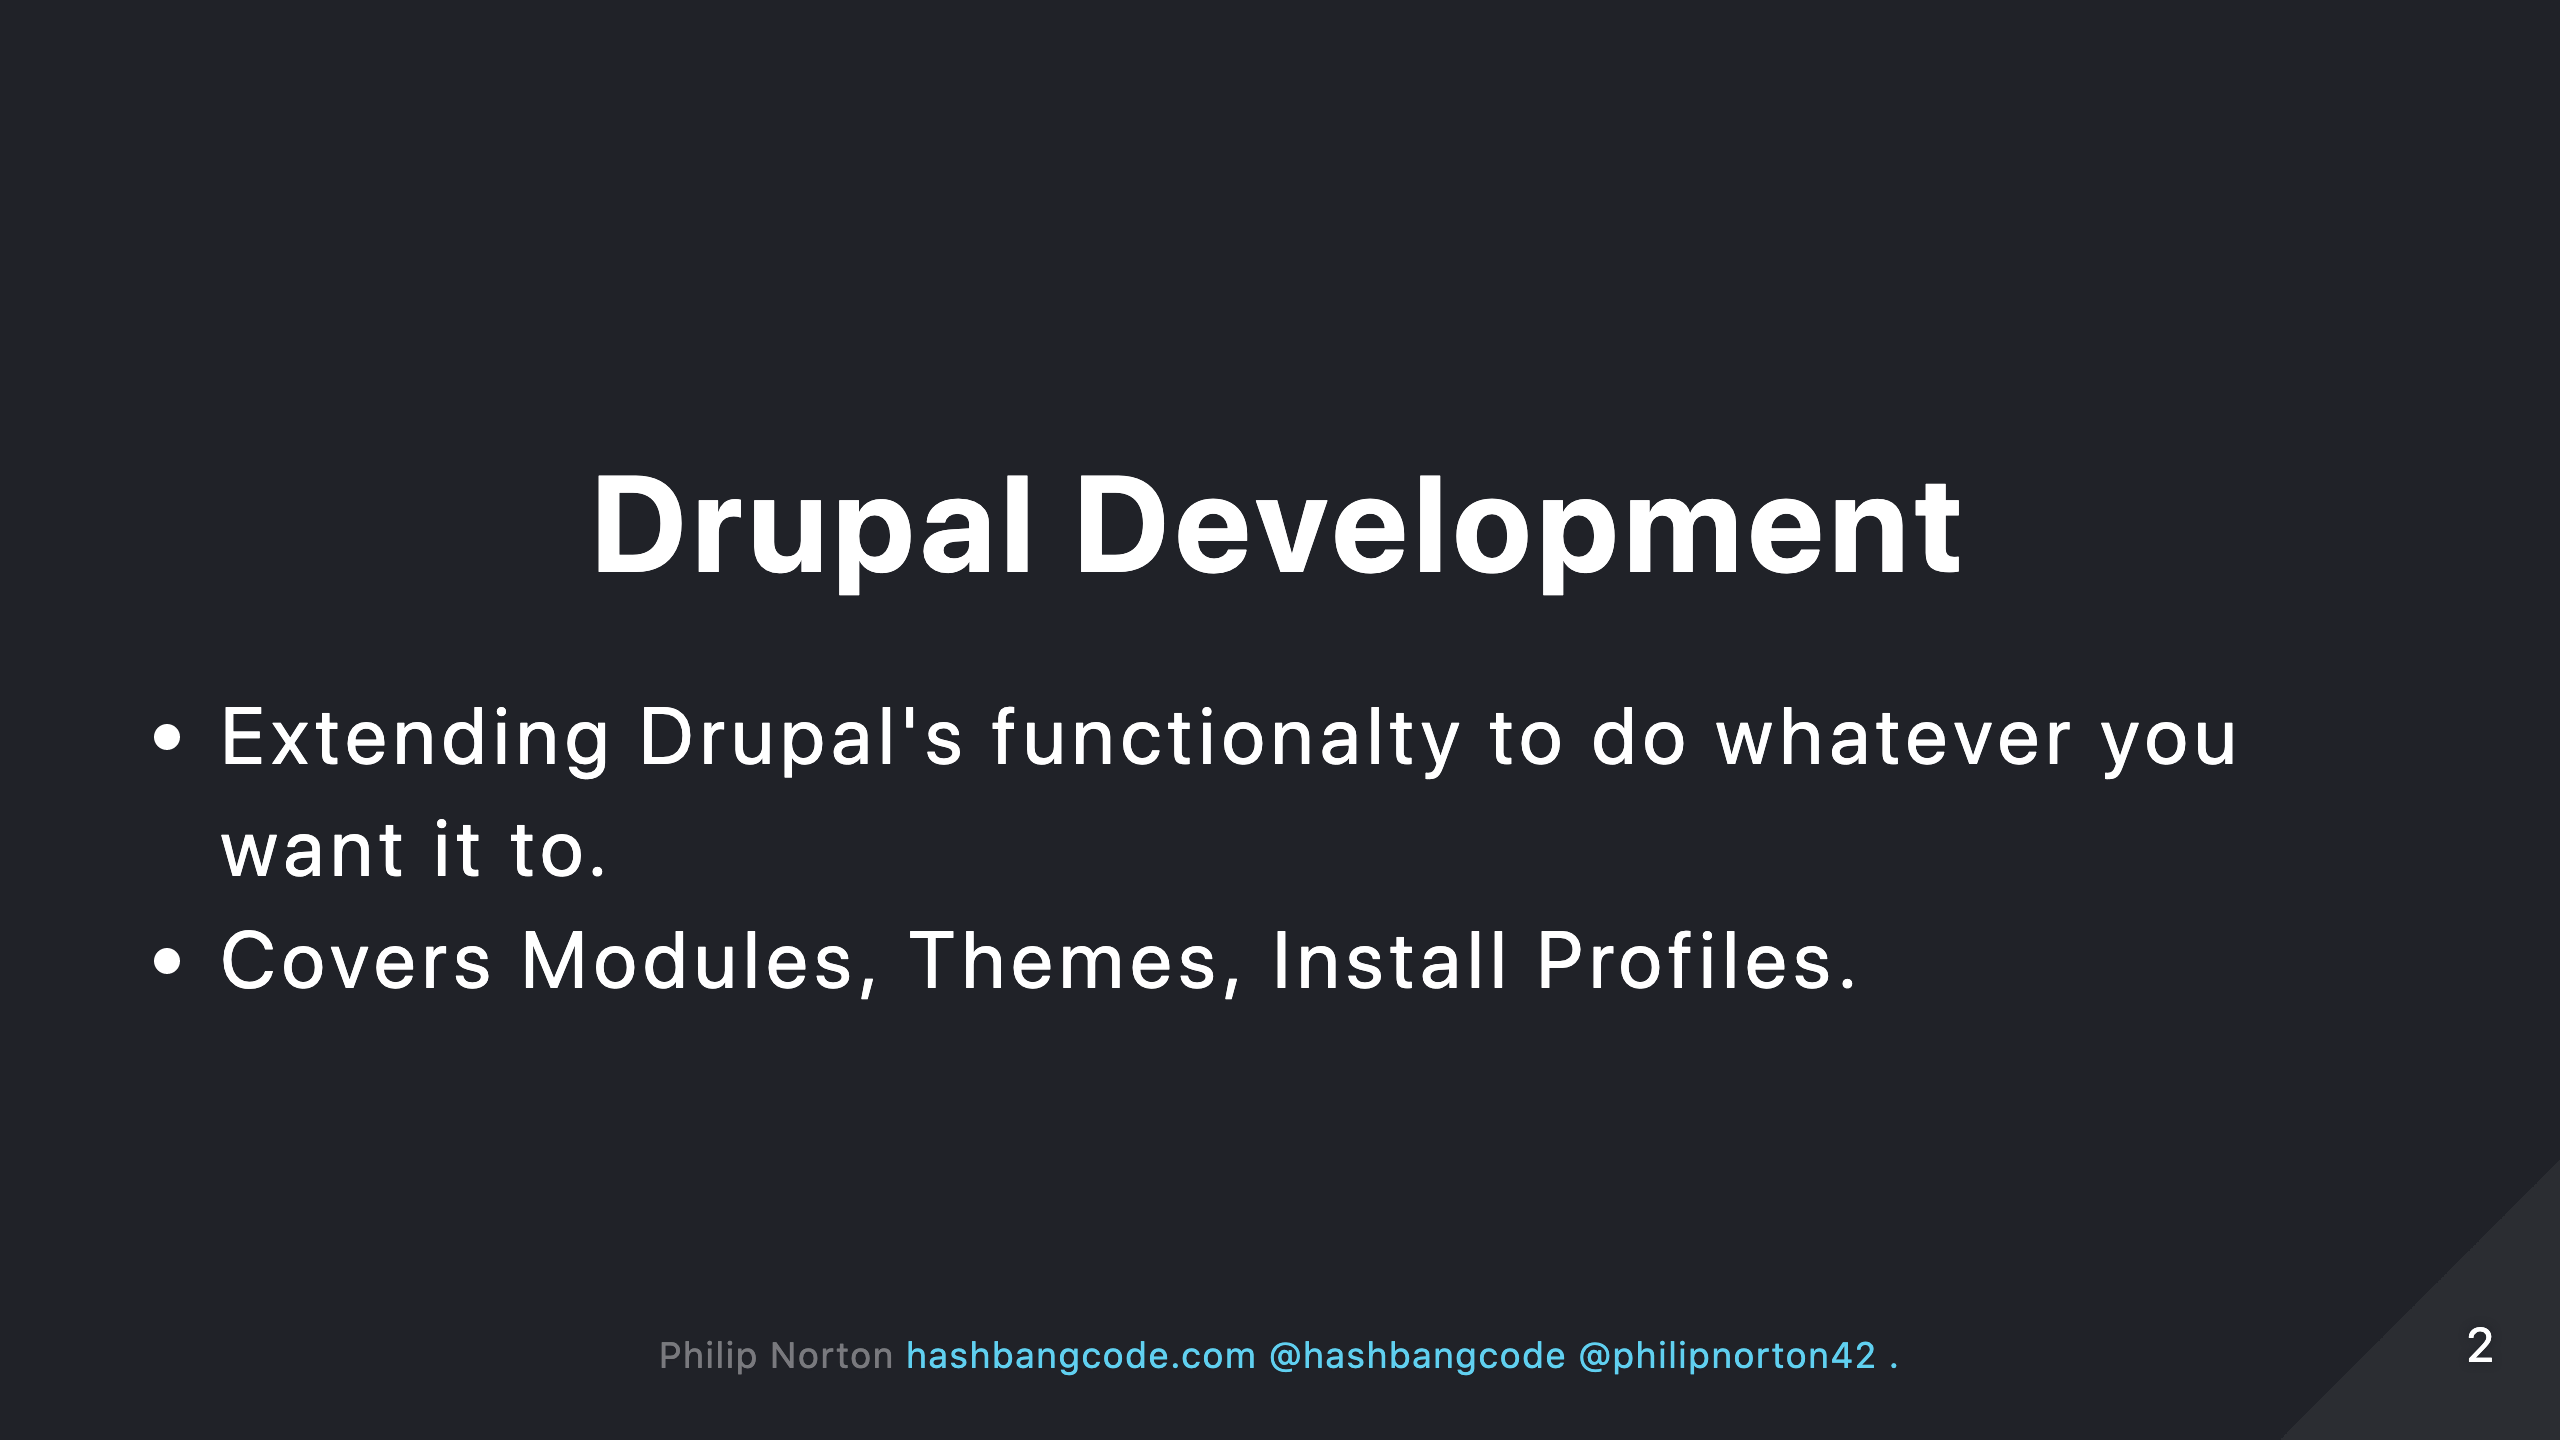 Drupal Development
• Extending Drupal's functionalty to do whatever you
want it to.
• Covers Modules, Themes, Install Profiles.
Philip Norton hashbangcode.com @hashbangcode @philipnorton42 .
2